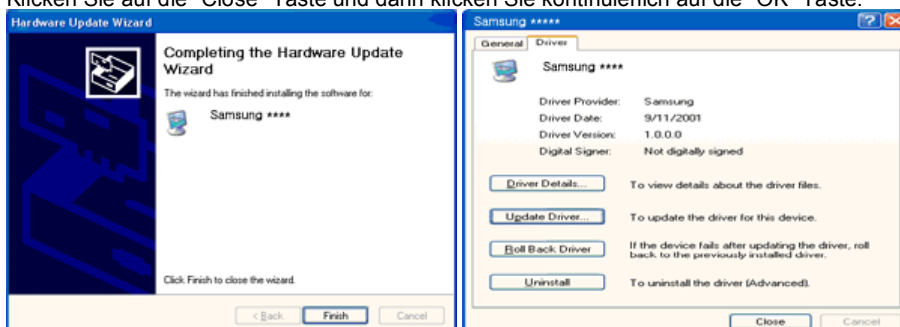 Klicken Sie auf die "Close" Taste und dann klicken Sie kontinuierlich auf die "OK" Taste.
Hardware Update Wizard
Completing the Hardware Update
Wizard
The wizard has finished installing the software for:
Samsung ****
Click Finish to close the wizard.
< Back
Finish
Cancel
Samsung *****
General
Driver
Samsung ****
Driver Provider: Samsung
Driver Date: 9/11/2001
Driver Version: 1.0.0.0
Digital Signer: Not digitally signed
Driver Details...
To view details about the driver files.
Update Driver...
To update the driver for this device.
Roll Back Driver
If the device fails after updating the driver, roll
back to the previously installed driver.
Uninstall
To uninstall the driver (Advanced).
Close
Cancel